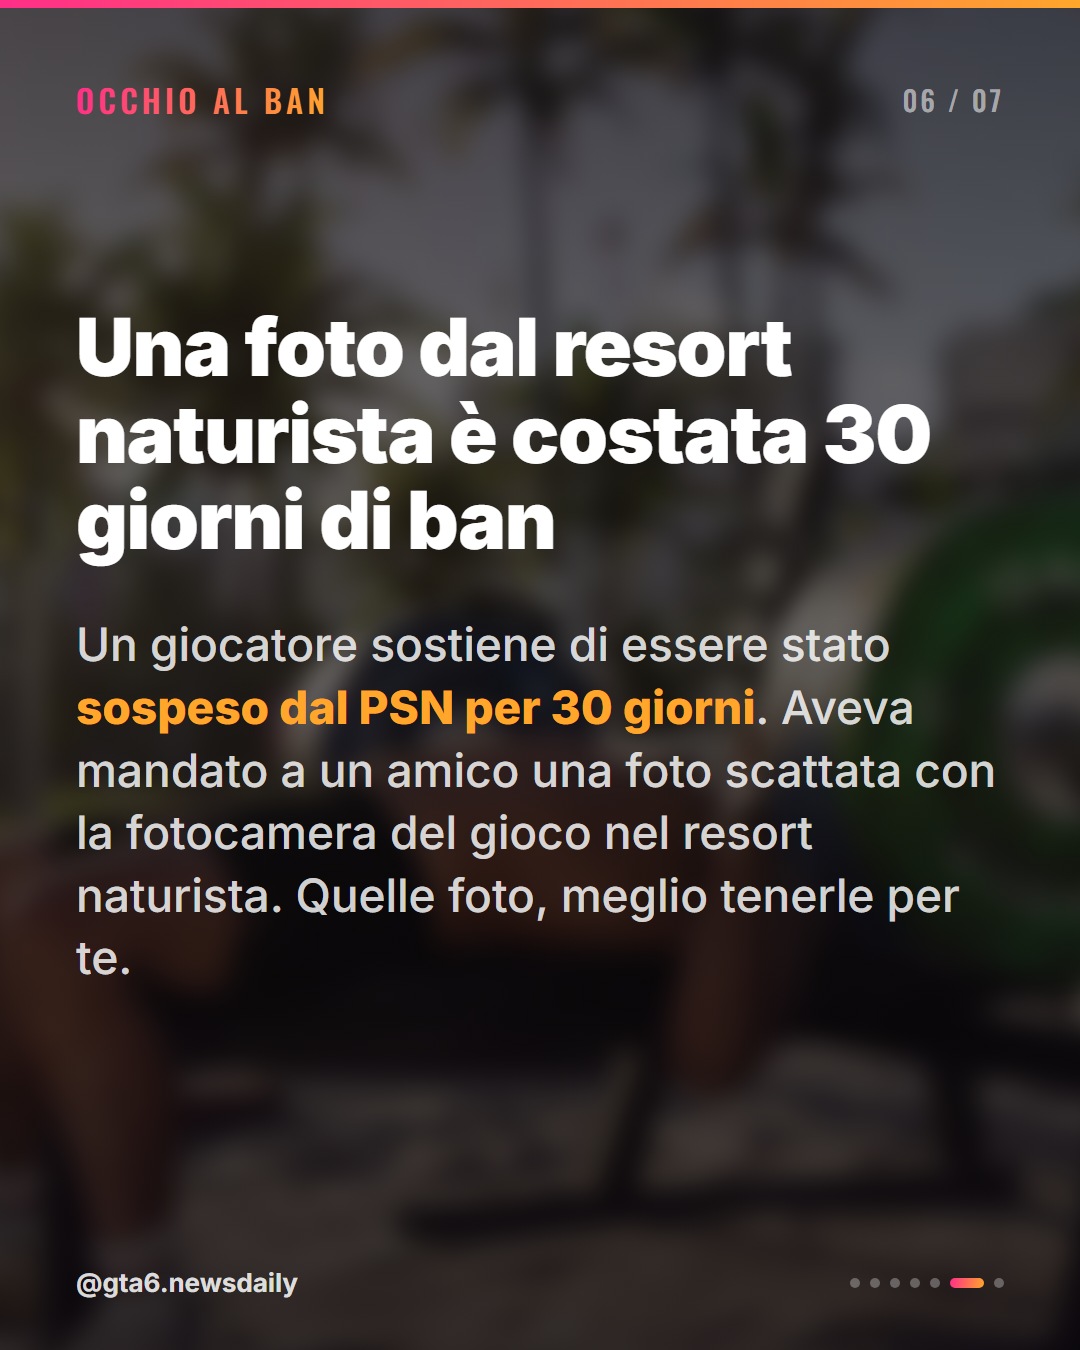 OCCHIO AL BAN
06 / 07
Una foto dal resort
naturista è costata 30
giorni di ban
Un giocatore sostiene di essere stato
sospeso dal PSN per 30 giorni. Aveva
mandato a un amico una foto scattata con
la fotocamera del gioco nel resort
naturista. Quelle foto, meglio tenerle per
te.
@gta6.newsdaily